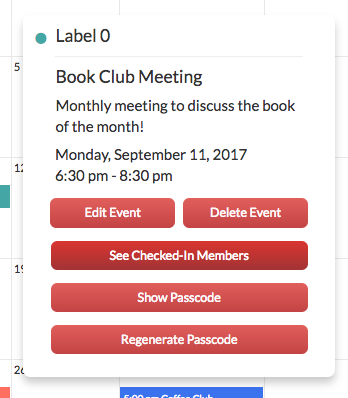 Label 0
5
Book Club Meeting
Monthly meeting to discuss the book
of the month!
Monday, September 11, 2017
6:30 pm - 8:30 pm
12
Edit Event
Delete Event
See Checked-In Members
19
Show Passcode
Regenerate Passcode
26
5:00 pm Coffee Club